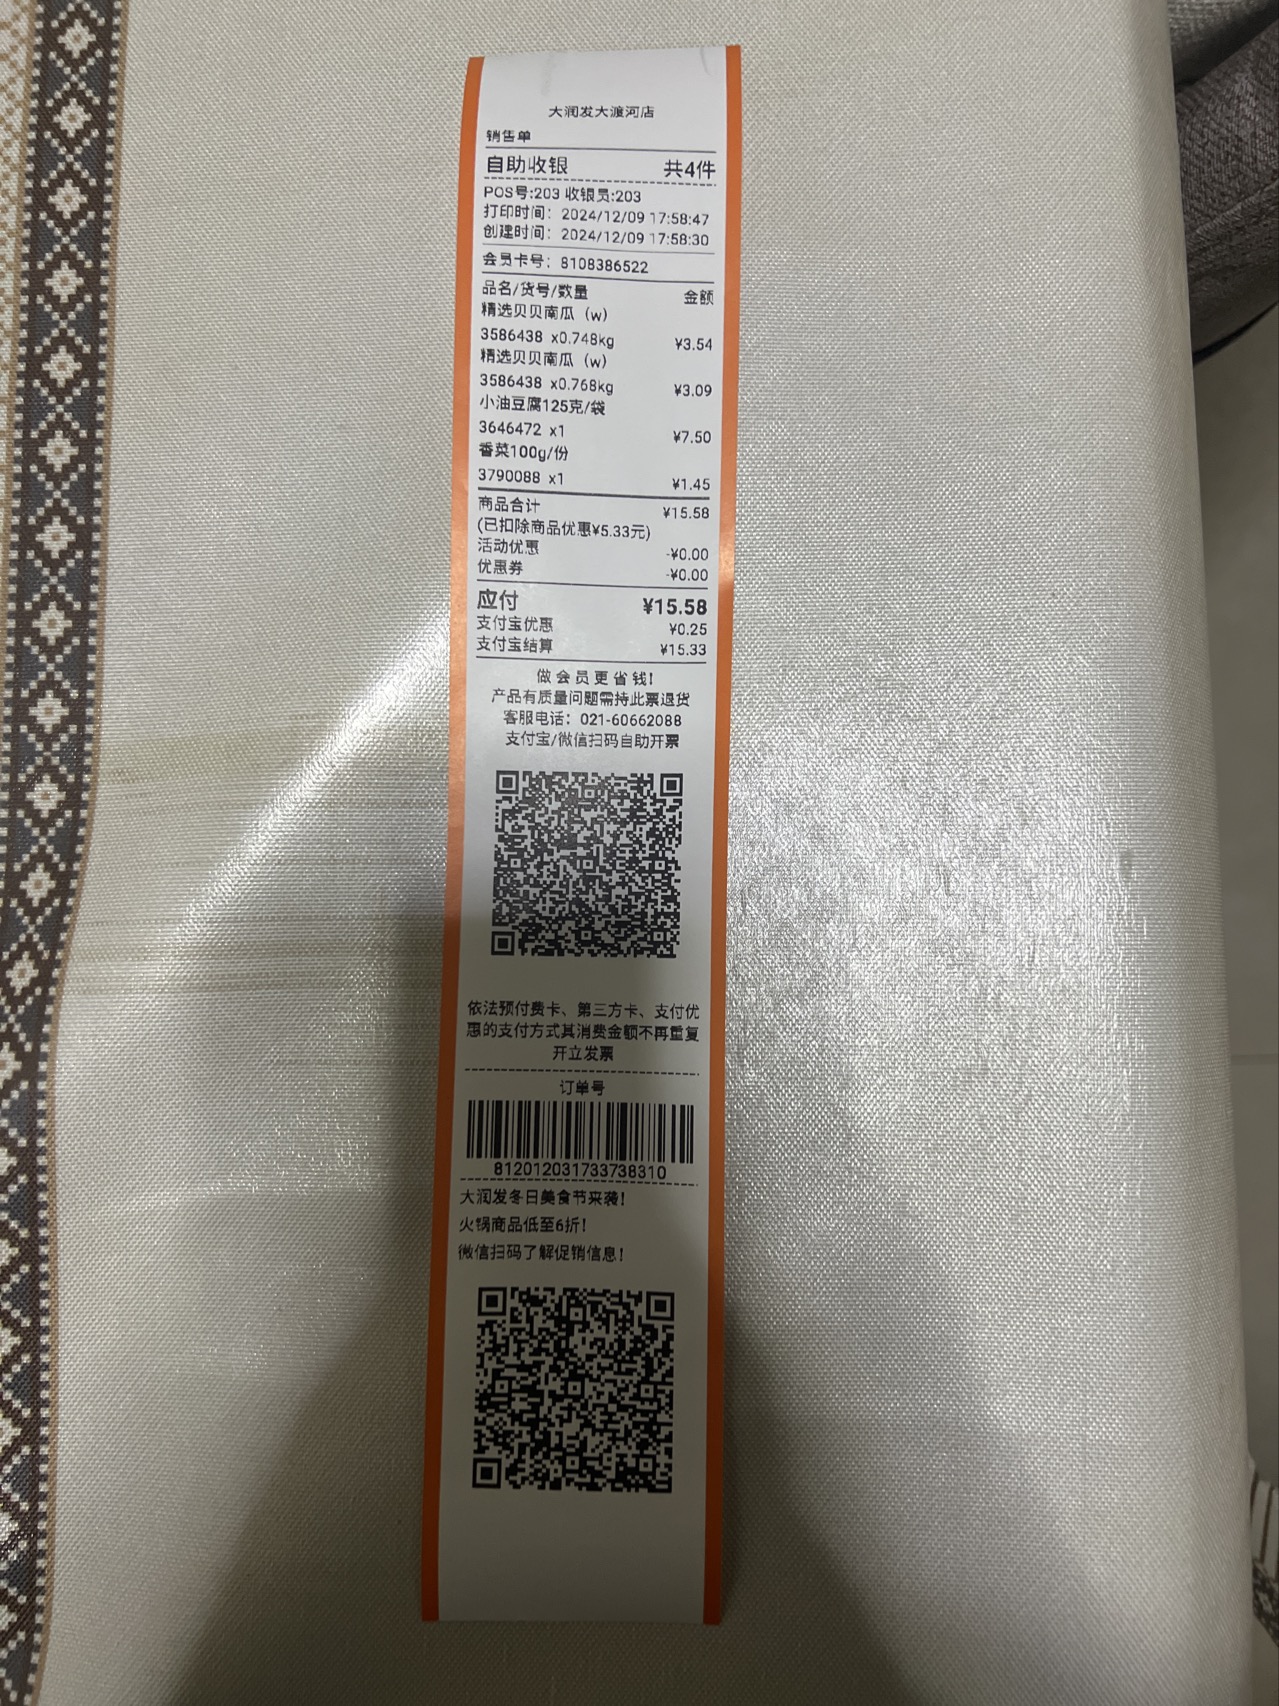 大润发大渡河店
销售单
自助收银 共4件
POS号:203 收银员:203
打印时间：2024/12/09 17:58:47
创建时间：2024/12/09 17:58:30
会员卡号：8108386522
品名/货号/数量 金额
精选贝贝南瓜（w）
3586438 x0.748kg ¥3.54
精选贝贝南瓜（w）
3586438 x0.768kg ¥3.09
小油豆腐125克/袋
3646472 x1 ¥7.50
香菜100g/份
3790088 x1 ¥1.45
商品合计 ¥15.58
(已扣除商品优惠¥5.33元)
活动优惠 -¥0.00
优惠券 -¥0.00
应付 ¥15.58
支付宝优惠 ¥0.25
支付宝结算 ¥15.33
做会员更省钱！
产品有质量问题需持此票退货
客服电话：021-60662088
支付宝/微信扫码自助开票
依法预付费卡、第三方卡、支付优
惠的支付方式其消费金额不再重复
开立发票
订单号
812012031733738310
大润发冬日美食节来袭！
火锅商品低至6折！
微信扫码了解促销信息！